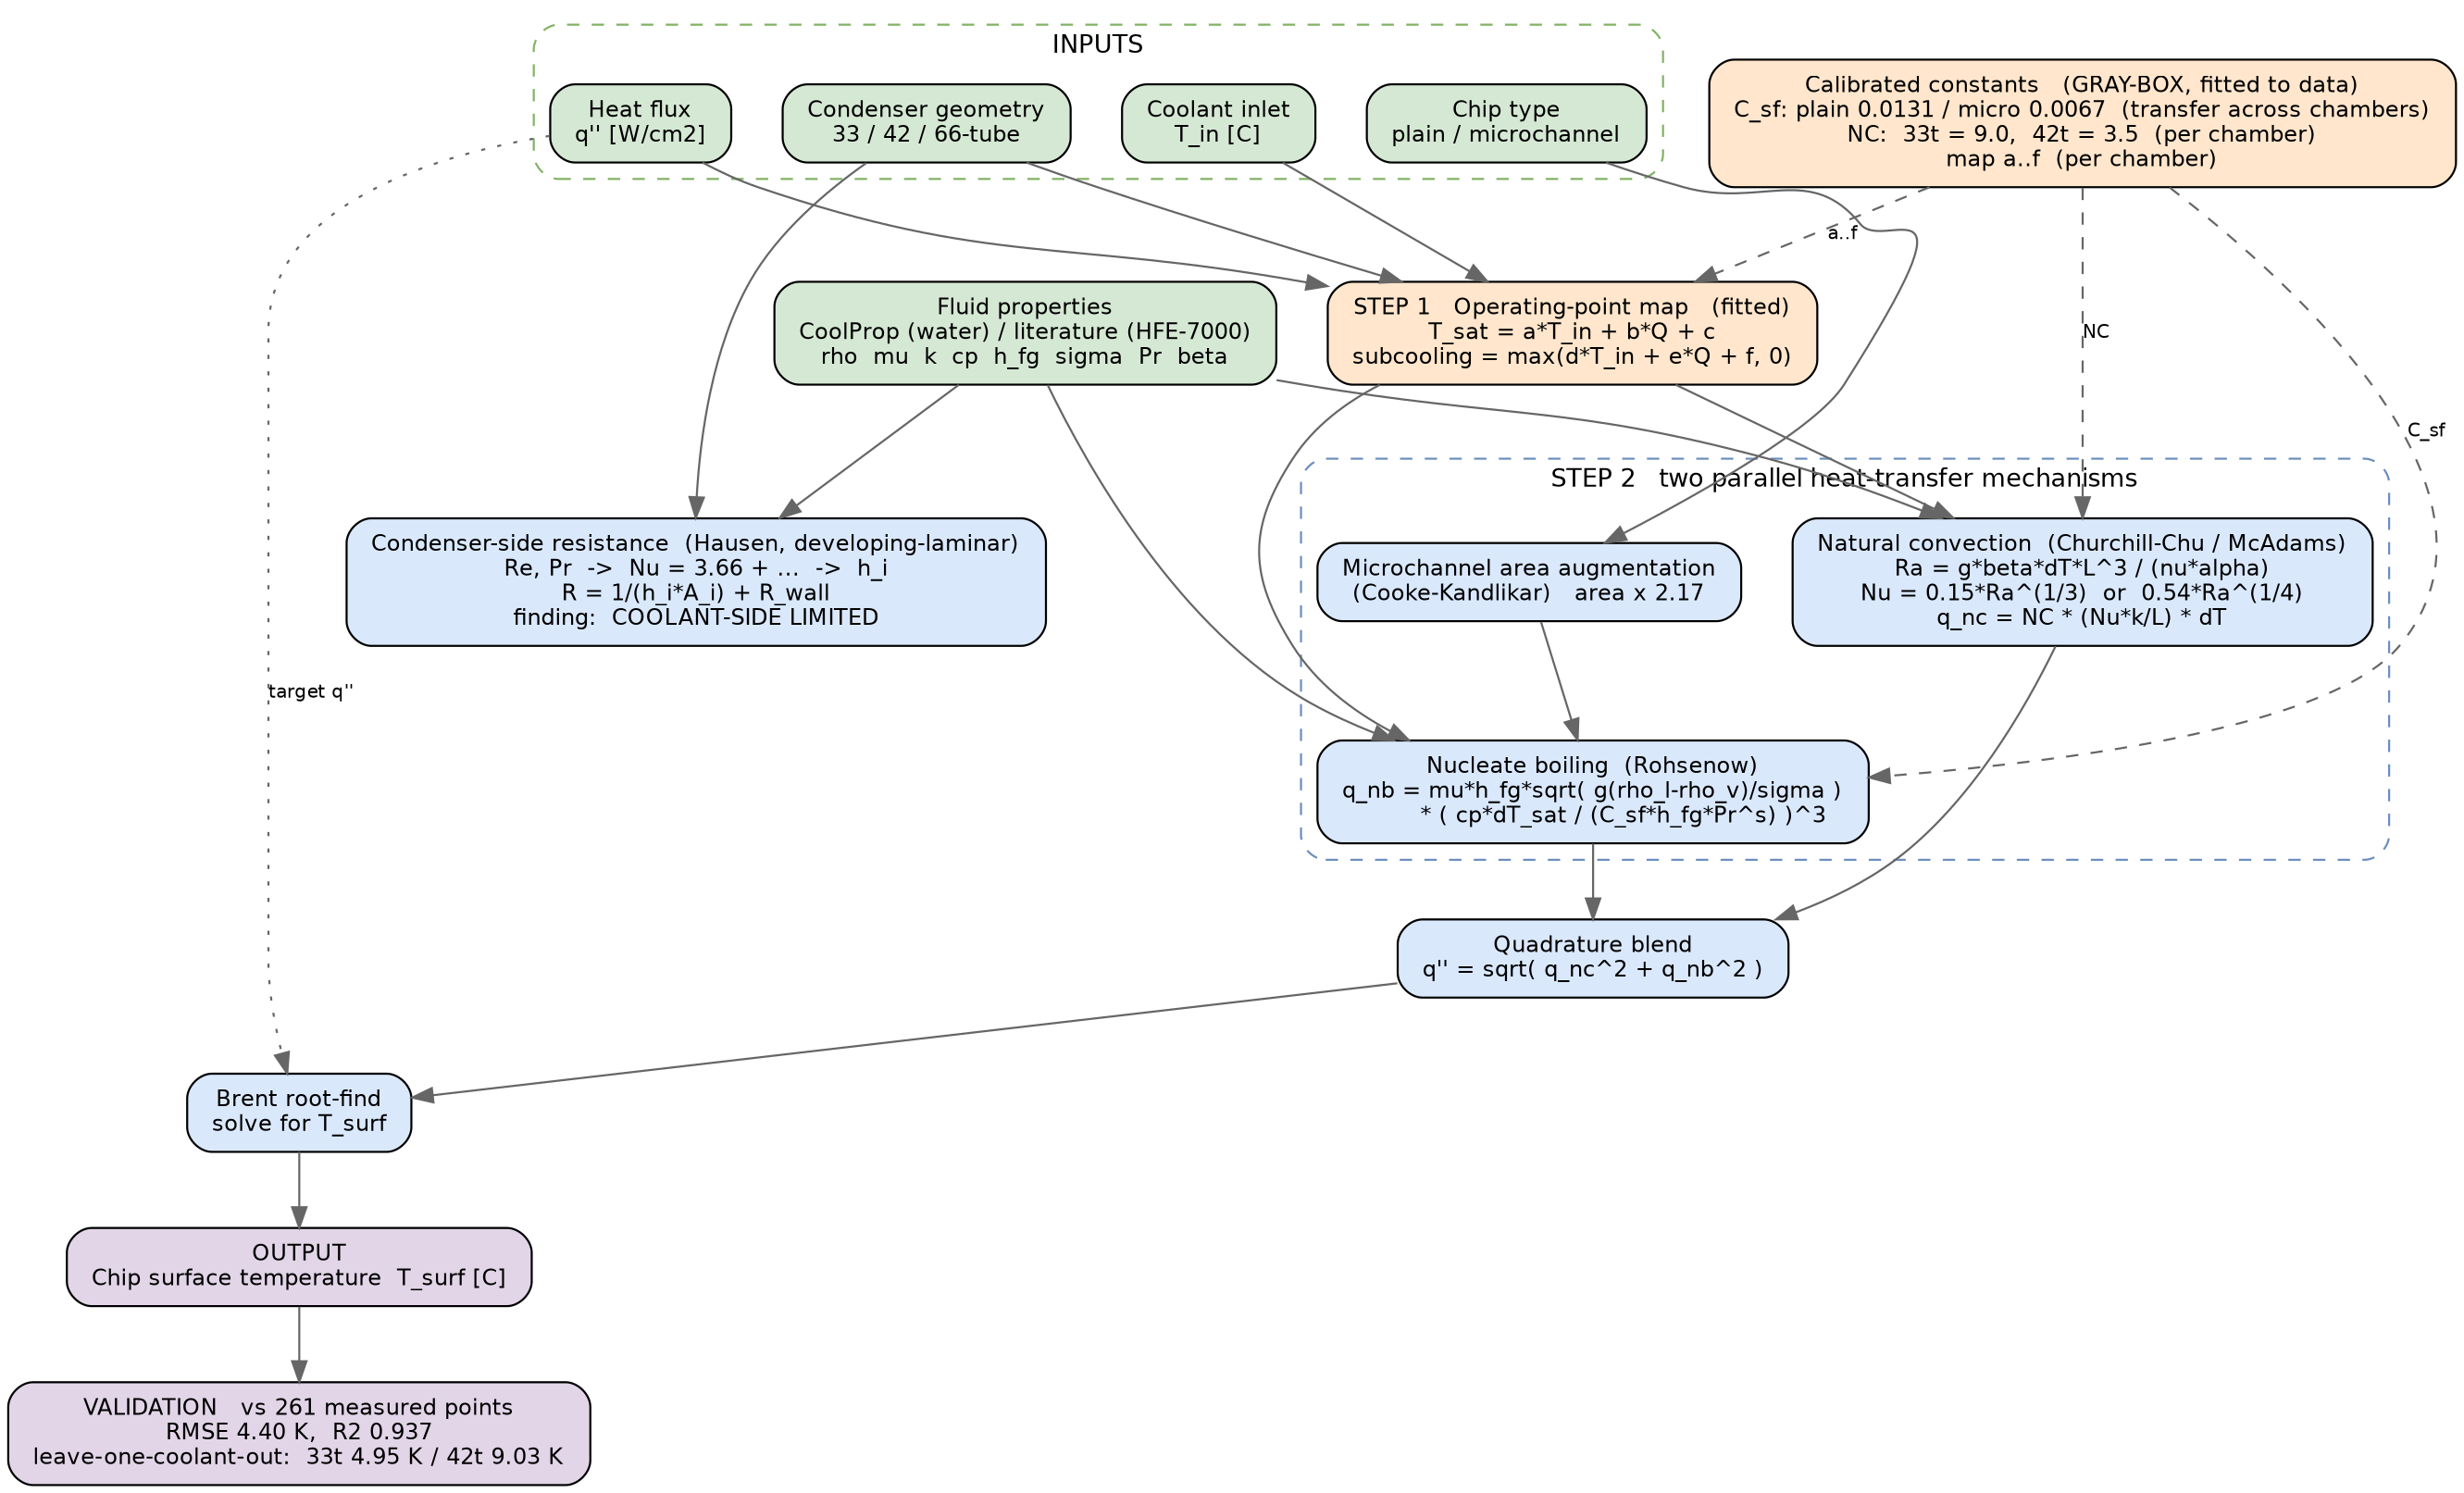 INPUTS
Heat flux
q'' [W/cm2]
Condenser geometry
33 / 42 / 66-tube
Coolant inlet
T_in [C]
Chip type
plain / microchannel
Calibrated constants   (GRAY-BOX, fitted to data)
C_sf: plain 0.0131 / micro 0.0067  (transfer across chambers)
NC:  33t = 9.0,  42t = 3.5  (per chamber)
map a..f  (per chamber)
a..f
Fluid properties
CoolProp (water) / literature (HFE-7000)
rho  mu  k  cp  h_fg  sigma  Pr  beta
STEP 1   Operating-point map   (fitted)
T_sat = a*T_in + b*Q + c
subcooling = max(d*T_in + e*Q + f, 0)
NC
C_sf
STEP 2   two parallel heat-transfer mechanisms
Condenser-side resistance  (Hausen, developing-laminar)
Re, Pr  ->  Nu = 3.66 + ...  ->  h_i
R = 1/(h_i*A_i) + R_wall
finding:  COOLANT-SIDE LIMITED
Microchannel area augmentation
(Cooke-Kandlikar)   area x 2.17
Natural convection  (Churchill-Chu / McAdams)
Ra = g*beta*dT*L^3 / (nu*alpha)
Nu = 0.15*Ra^(1/3)  or  0.54*Ra^(1/4)
q_nc = NC * (Nu*k/L) * dT
target q''
Nucleate boiling  (Rohsenow)
q_nb = mu*h_fg*sqrt( g(rho_l-rho_v)/sigma )
* ( cp*dT_sat / (C_sf*h_fg*Pr^s) )^3
Quadrature blend
q'' = sqrt( q_nc^2 + q_nb^2 )
Brent root-find
solve for T_surf
OUTPUT
Chip surface temperature  T_surf [C]
VALIDATION   vs 261 measured points
RMSE 4.40 K,  R2 0.937
leave-one-coolant-out:  33t 4.95 K / 42t 9.03 K